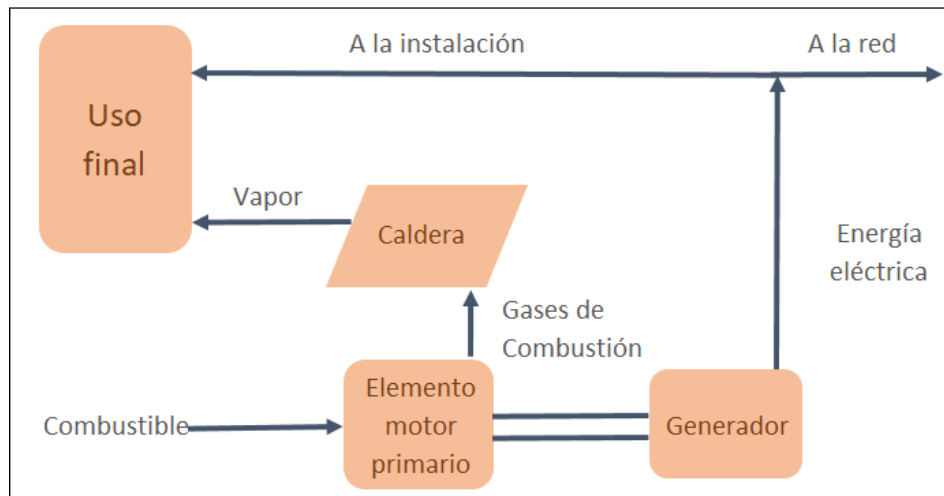 A la instalación
A la red
Uso
final
Vapor
Caldera
Energía
eléctrica
Gases de
Combustión
Elemento
motor
primario
Combustible
Generador